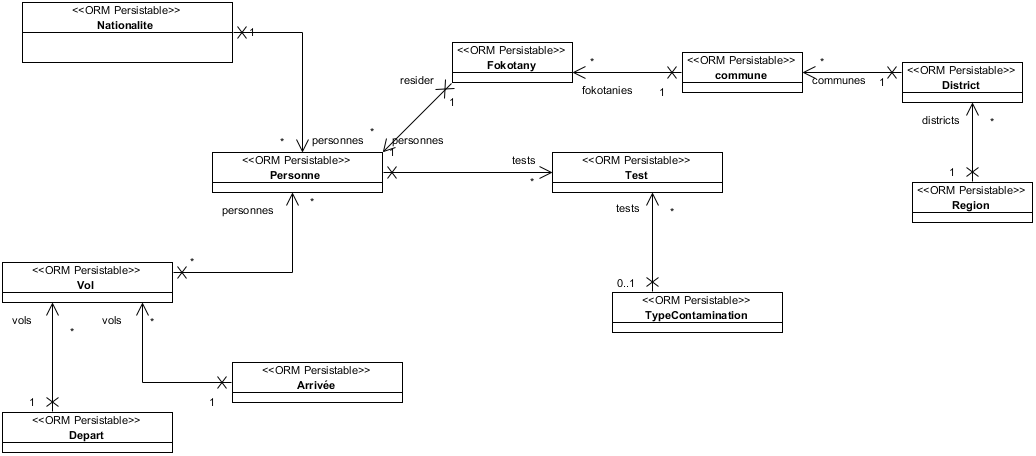 <<ORM Persistable>>
Nationalite
1
*
personnes
<<ORM Persistable>>
Fokotany
resider
1
*
personnes
*
fokotanies
1
<<ORM Persistable>>
commune
*
communes
1
<<ORM Persistable>>
District
districts
*
1
<<ORM Persistable>>
Region
<<ORM Persistable>>
Personne
1
tests
*
<<ORM Persistable>>
Test
tests
*
0..1
<<ORM Persistable>>
TypeContamination
personnes
*
*
<<ORM Persistable>>
Vol
vols
*
vols
*
1
1
<<ORM Persistable>>
Arrivée
<<ORM Persistable>>
Depart